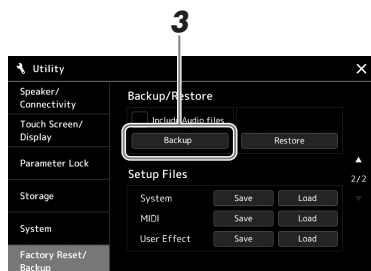 3
Utility
Speaker/
Connectivity
Touch Screen/
Display
Parameter Lock
Storage
System
Factory Reset/
Backup
Backup/Restore
Include Audio files
Backup
Restore
2/2
Setup Files
System Save Load
MIDI Save Load
User Effect Save Load